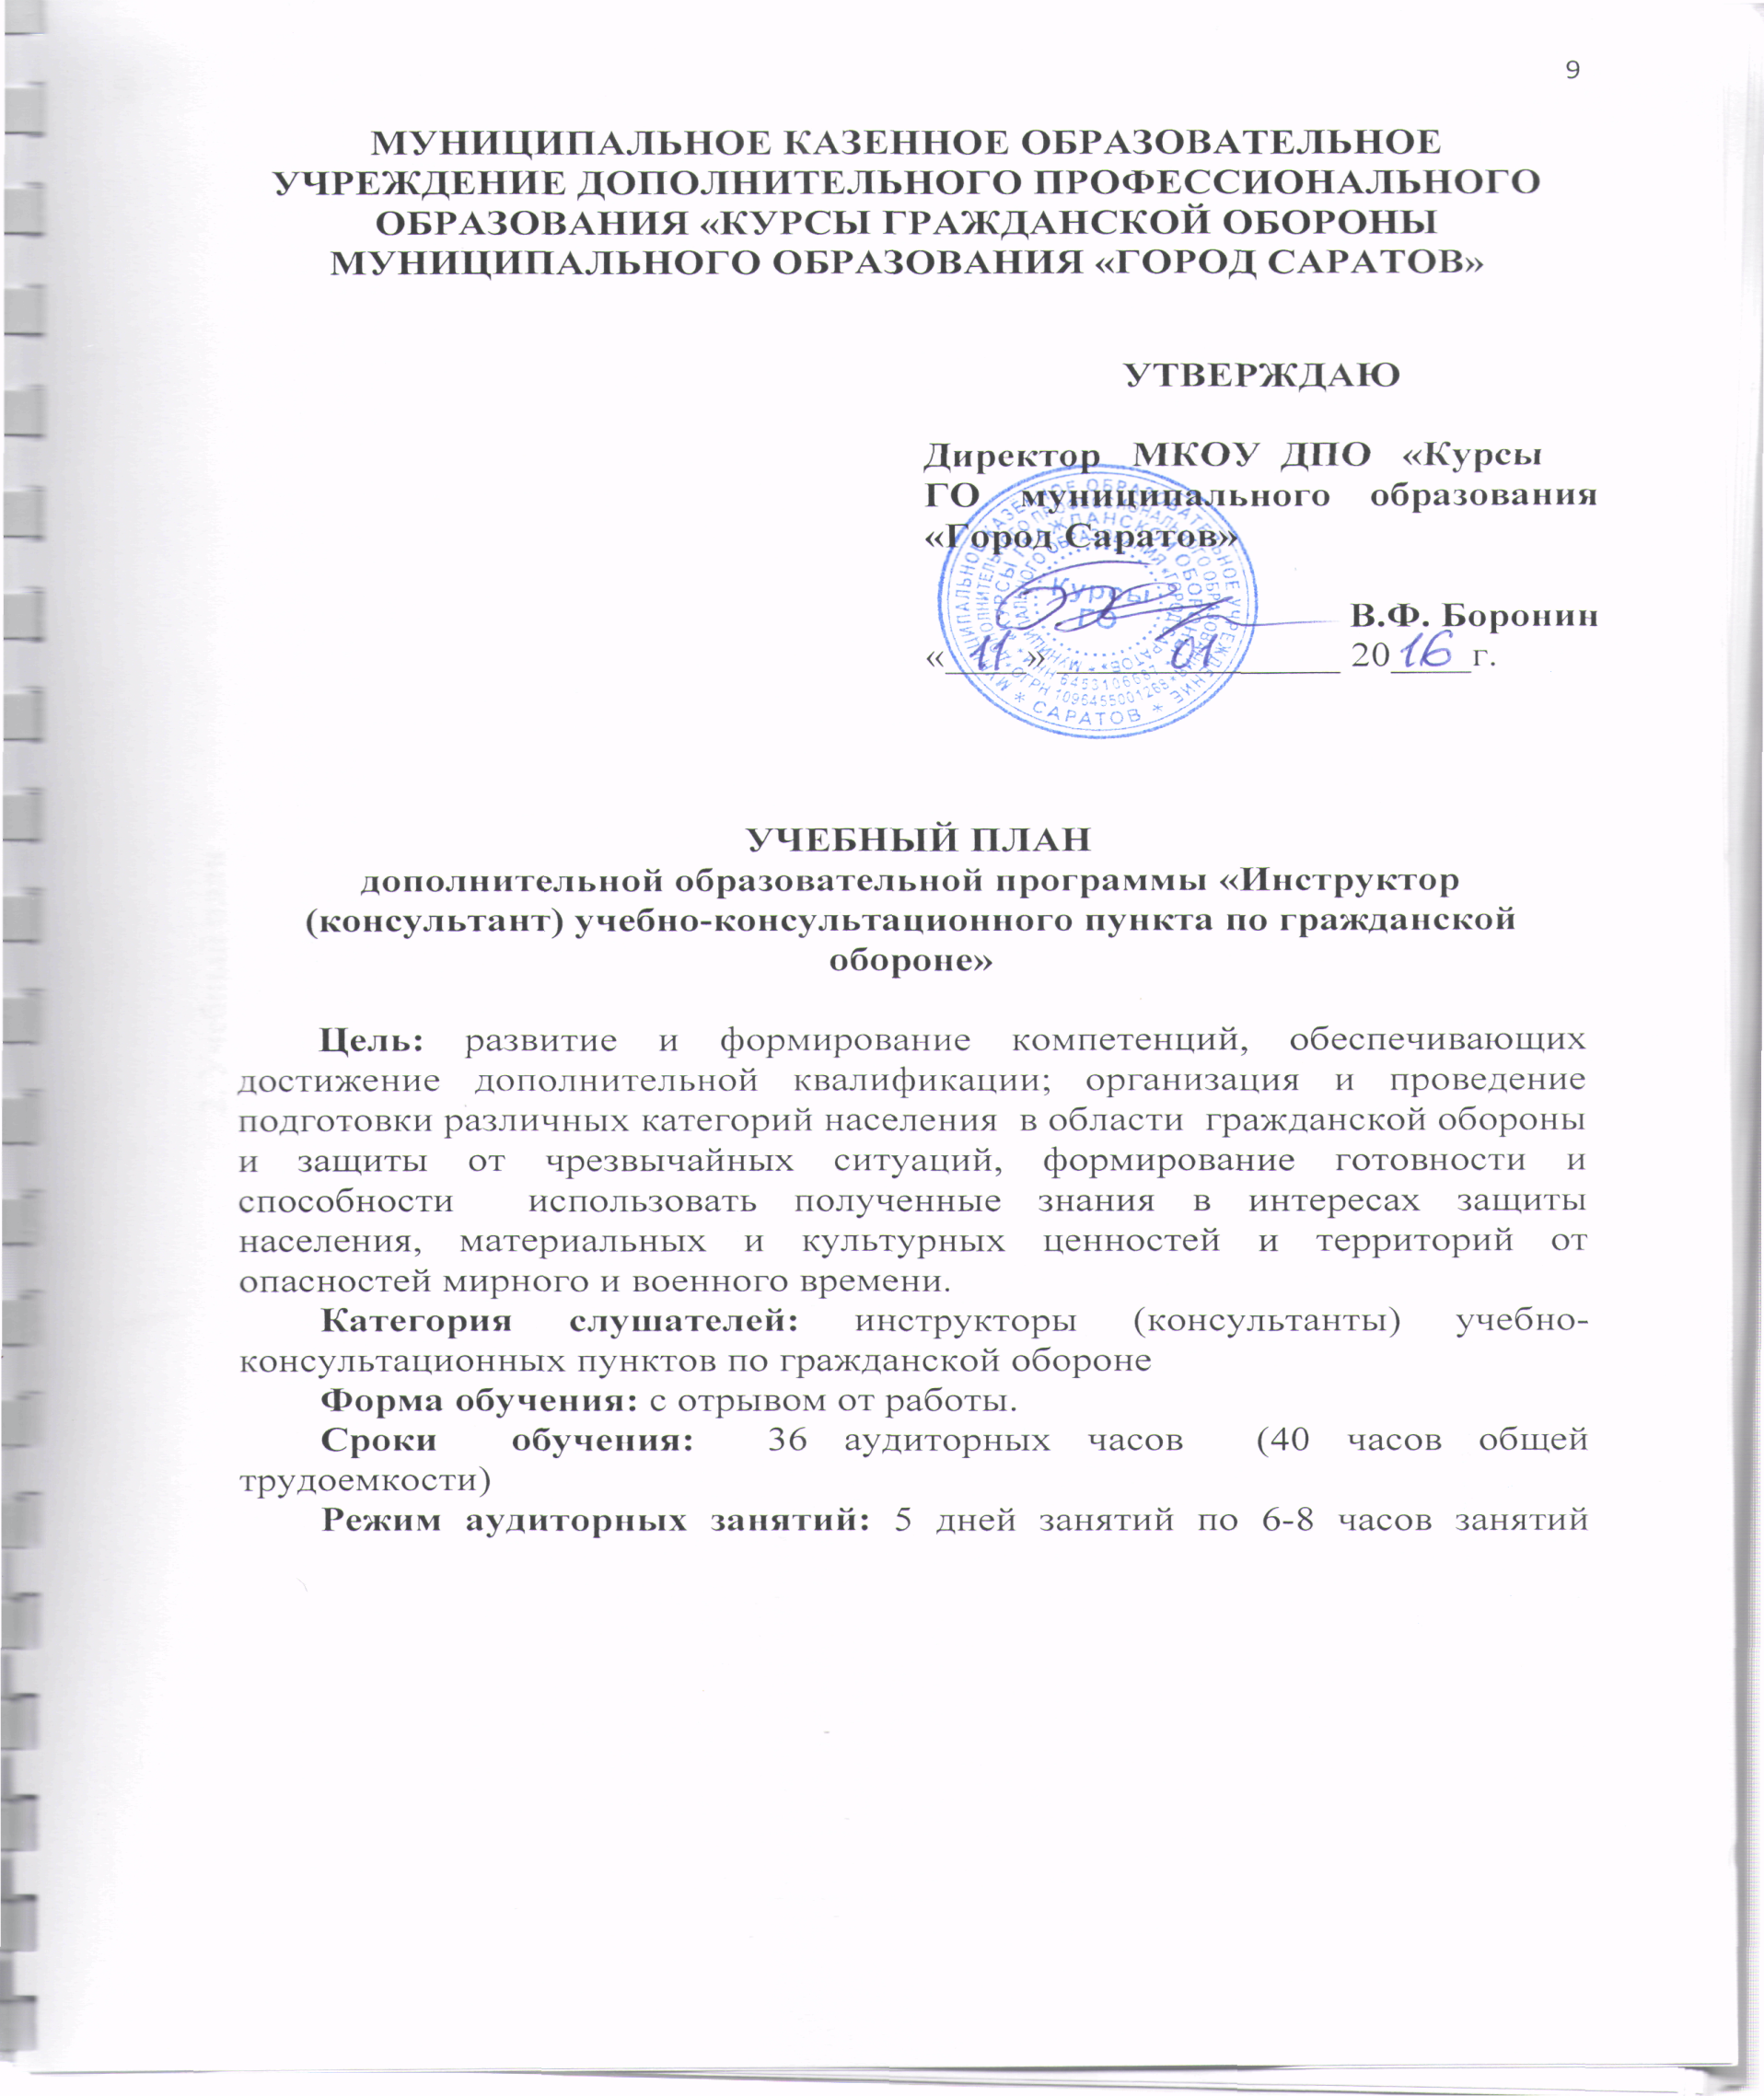 9
МУНИЦИПАЛЬНОЕ КАЗЕННОЕ ОБРАЗОВАТЕЛЬНОЕ
УЧРЕЖДЕНИЕ ДОПОЛНИТЕЛЬНОГО ПРОФЕССИОНАЛЬНОГО
ОБРАЗОВАНИЯ «КУРСЫ ГРАЖДАНСКОЙ ОБОРОНЫ
МУНИЦИПАЛЬНОГО ОБРАЗОВАНИЯ «ГОРОД САРАТОВ»
УТВЕРЖДАЮ
Директор МКОУ ДПО «Курсы
ГО муниципального образования
«Город Саратов»
Курсы
ГО
В.Ф. Боронин
«11» 01 2016 г.
* САРАТОВ *
УЧЕБНЫЙ ПЛАН
дополнительной образовательной программы «Инструктор
(консультант) учебно-консультационного пункта по гражданской
обороне»
Цель: развитие и формирование компетенций, обеспечивающих
достижение дополнительной квалификации; организация и проведение
подготовки различных категорий населения в области гражданской обороны
и защиты от чрезвычайных ситуаций, формирование готовности и
способности использовать полученные знания в интересах защиты
населения, материальных и культурных ценностей и территорий от
опасностей мирного и военного времени.
Категория слушателей: инструкторы (консультанты) учебно-
консультационных пунктов по гражданской обороне
Форма обучения: с отрывом от работы.
Сроки обучения: 36 аудиторных часов (40 часов общей
трудоемкости)
Режим аудиторных занятий: 5 дней занятий по 6-8 часов занятий